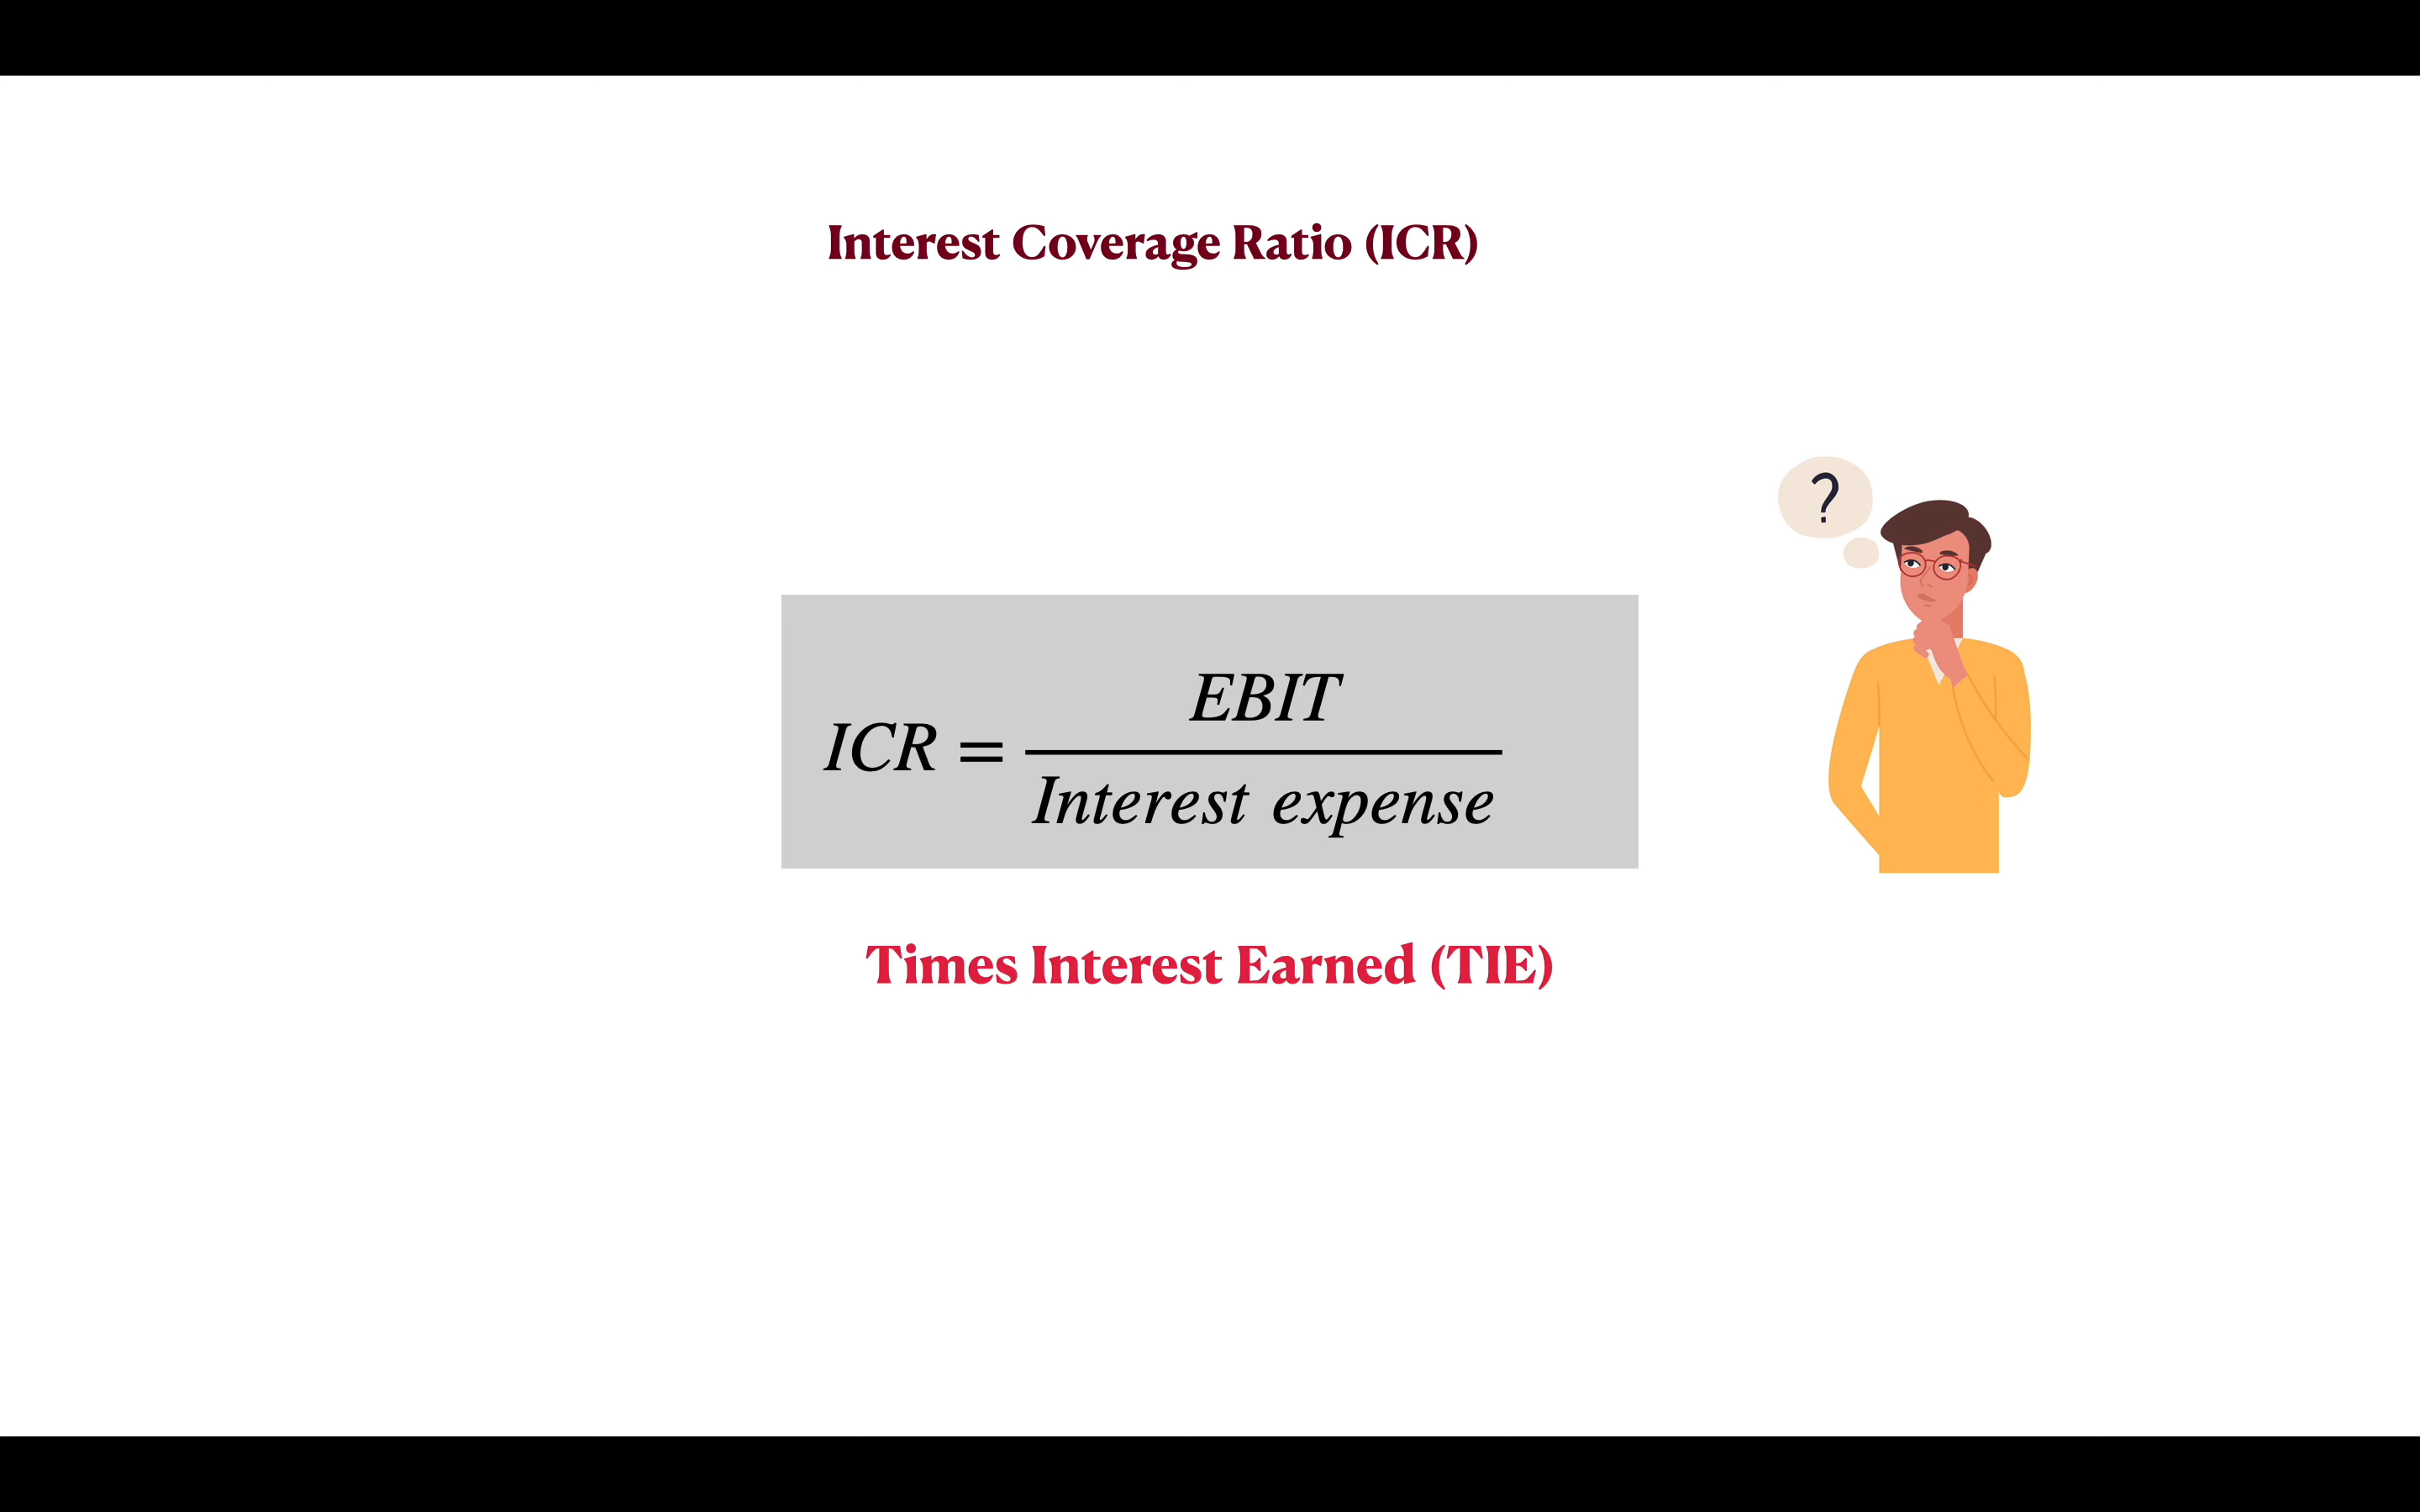 Interest Coverage Ratio (ICR)
?
ICR = EBIT / Interest expense
Times Interest Earned (TIE)